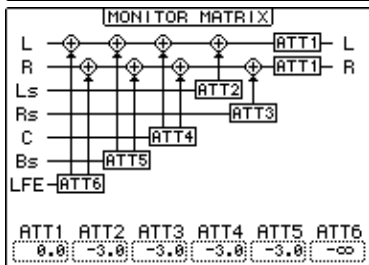 MONITOR MATRIX
L ATT1 L
R ATT1 R
Ls ATT2
Rs ATT3
C ATT4
Bs ATT5
LFE ATT6
ATT1 ATT2 ATT3 ATT4 ATT5 ATT6
0.0 -3.0 -3.0 -3.0 -3.0 -∞